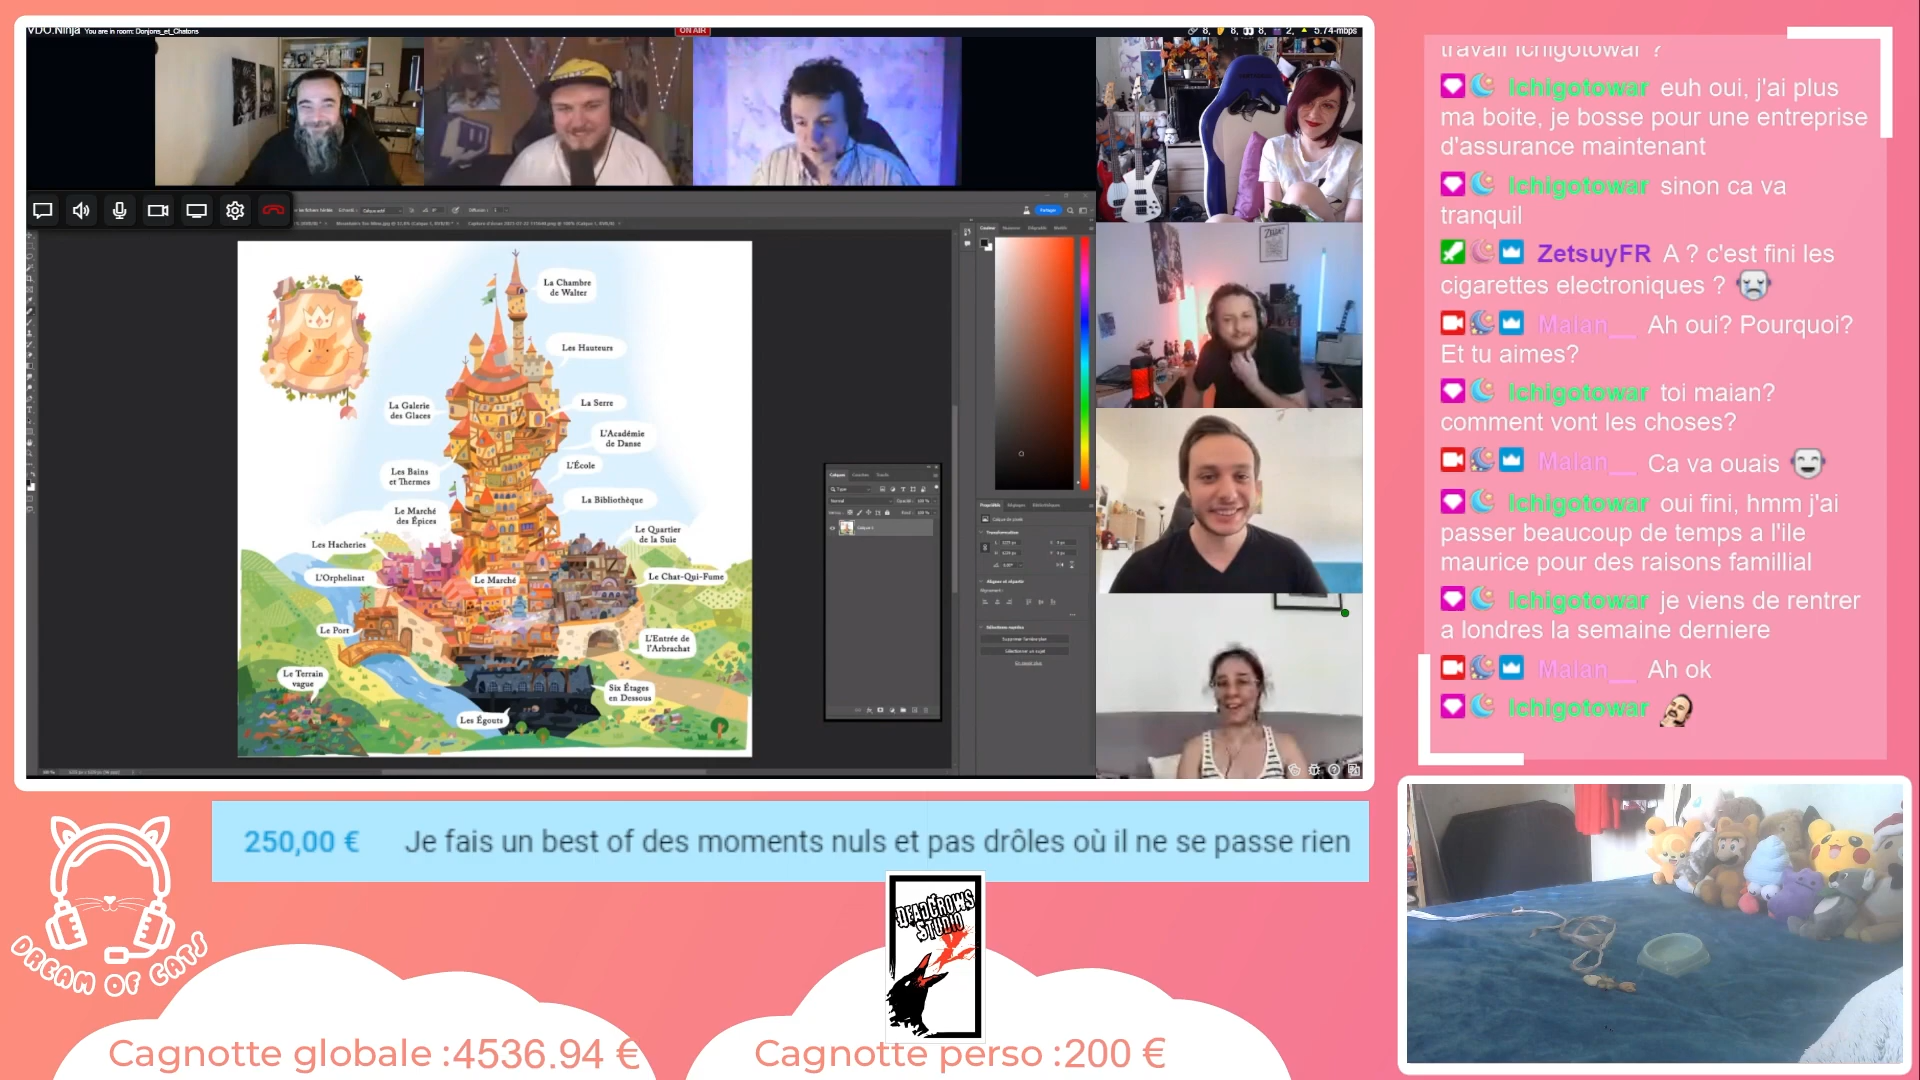 VDO.Ninja You are in room: Donjons_et_Chatons
ON AIR
5.74-mbps
La Chambre
de Walter
Les Hauteurs
La Galerie
des Glaces
La Serre
L'Académie
de Danse
L'École
Les Bains
et Thermes
La Bibliothèque
Le Marché
des Épices
Le Quartier
de la Suie
Les Hacheries
L'Orphelinat
Le Marché
Le Chat-Qui-Fume
Le Port
L'Entrée de
l'Arbrachat
Le Terrain
vague
Six Étages
en Dessous
Les Égouts
travail Ichigotowar ?
Ichigotowar euh oui, j'ai plus
ma boite, je bosse pour une entreprise
d'assurance maintenant
Ichigotowar sinon ca va
tranquil
ZetsuyFR A ? c'est fini les
cigarettes electroniques ?
Maian__ Ah oui? Pourquoi?
Et tu aimes?
Ichigotowar toi maian?
comment vont les choses?
Maian__ Ca va ouais
Ichigotowar oui fini, hmm j'ai
passer beaucoup de temps a l'ile
maurice pour des raisons famillial
Ichigotowar je viens de rentrer
a londres la semaine derniere
Maian__ Ah ok
Ichigotowar
250,00 € Je fais un best of des moments nuls et pas drôles où il ne se passe rien
DREAM OF CATS
DEADCROWS
STUDIO
Cagnotte globale :4536.94 €
Cagnotte perso :200 €